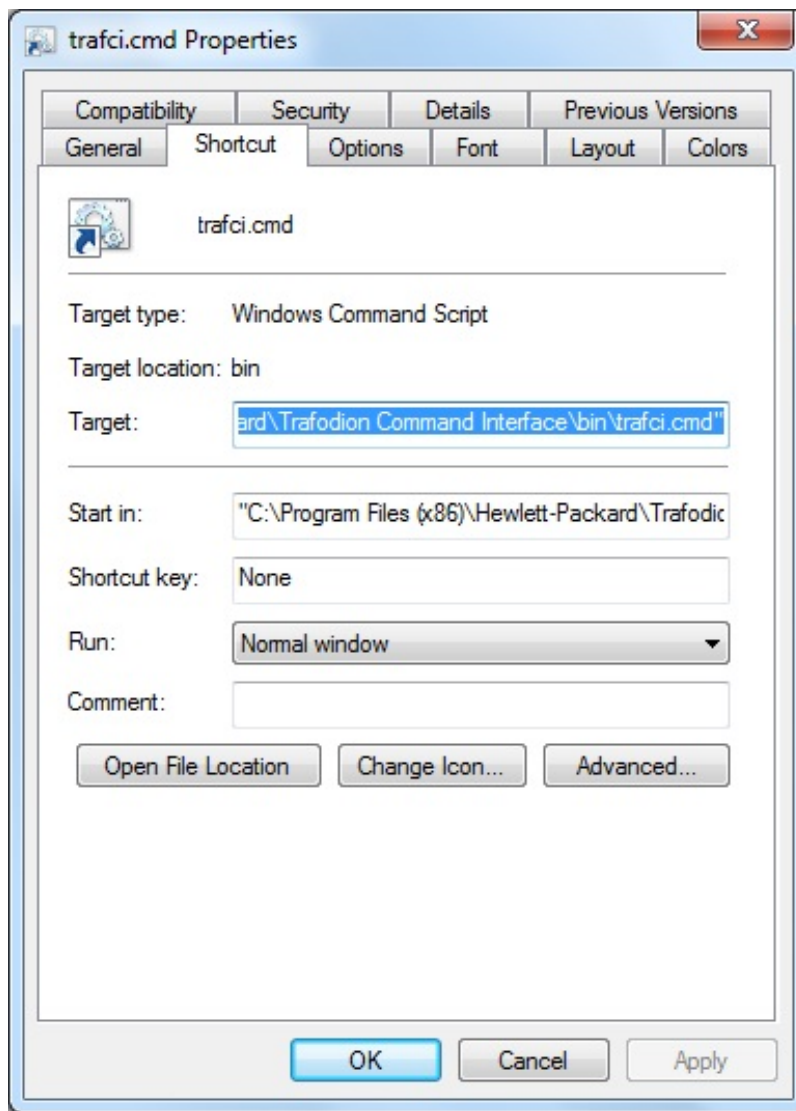 trafci.cmd Properties
Compatibility Security Details Previous Versions
General Shortcut Options Font Layout Colors
trafci.cmd
Target type: Windows Command Script
Target location: bin
Target: ard\Trafodion Command Interface\bin\trafci.cmd"
Start in: "C:\Program Files (x86)\Hewlett-Packard\Trafodic
Shortcut key: None
Run: Normal window
Comment:
Open File Location Change Icon... Advanced...
OK Cancel Apply